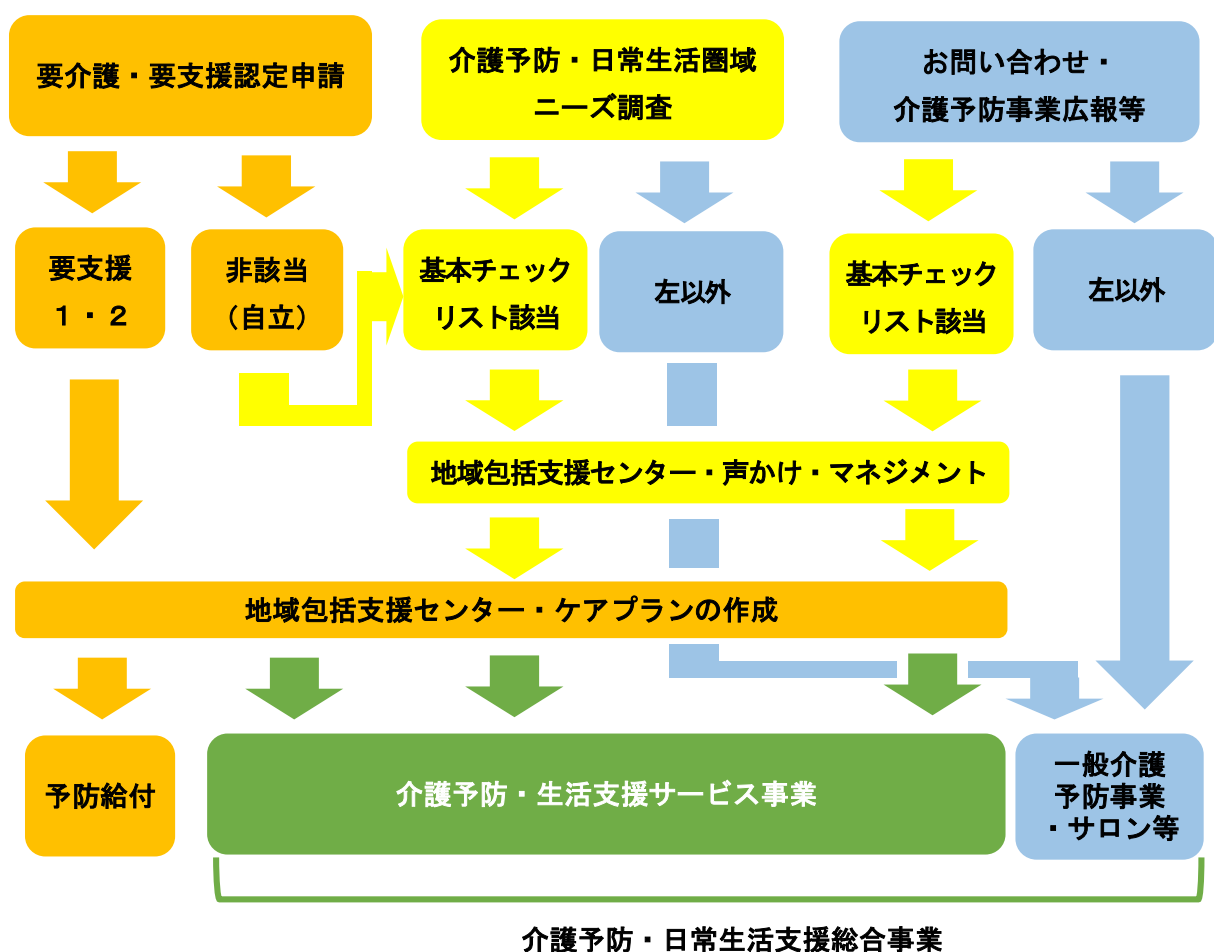 要介護・要支援認定申請
介護予防・日常生活圏域
ニーズ調査
お問い合わせ・
介護予防事業広報等
要支援
1・2
非該当
（自立）
基本チェック
リスト該当
左以外
基本チェック
リスト該当
左以外
地域包括支援センター・声かけ・マネジメント
地域包括支援センター・ケアプランの作成
予防給付
介護予防・生活支援サービス事業
一般介護
予防事業
・サロン等
介護予防・日常生活支援総合事業